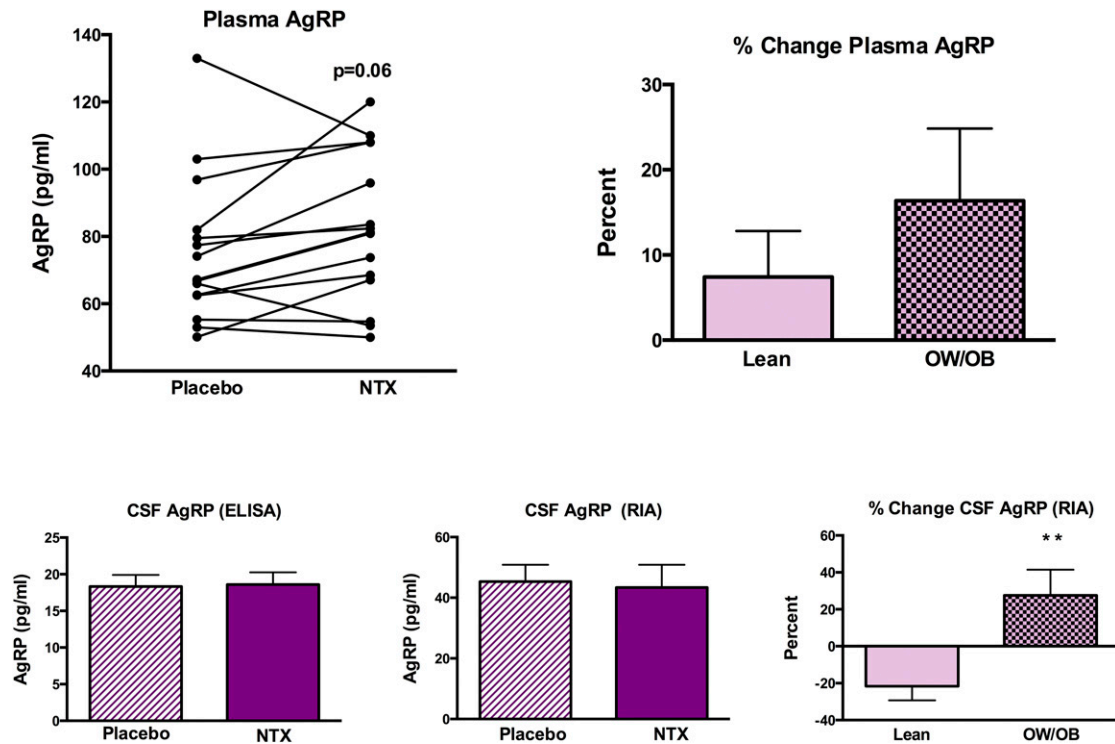 Plasma AgRP
p=0.06
AgRP (pg/ml)
140
120
100
80
60
40
Placebo NTX
% Change Plasma AgRP
Percent
30
20
10
0
Lean OW/OB
CSF AgRP (ELISA)
AgRP (pg/ml)
25
20
15
10
5
0
Placebo NTX
CSF AgRP (RIA)
AgRP (pg/ml)
60
40
20
0
Placebo NTX
% Change CSF AgRP (RIA)
**
Percent
60
40
20
0
-20
-40
Lean OW/OB